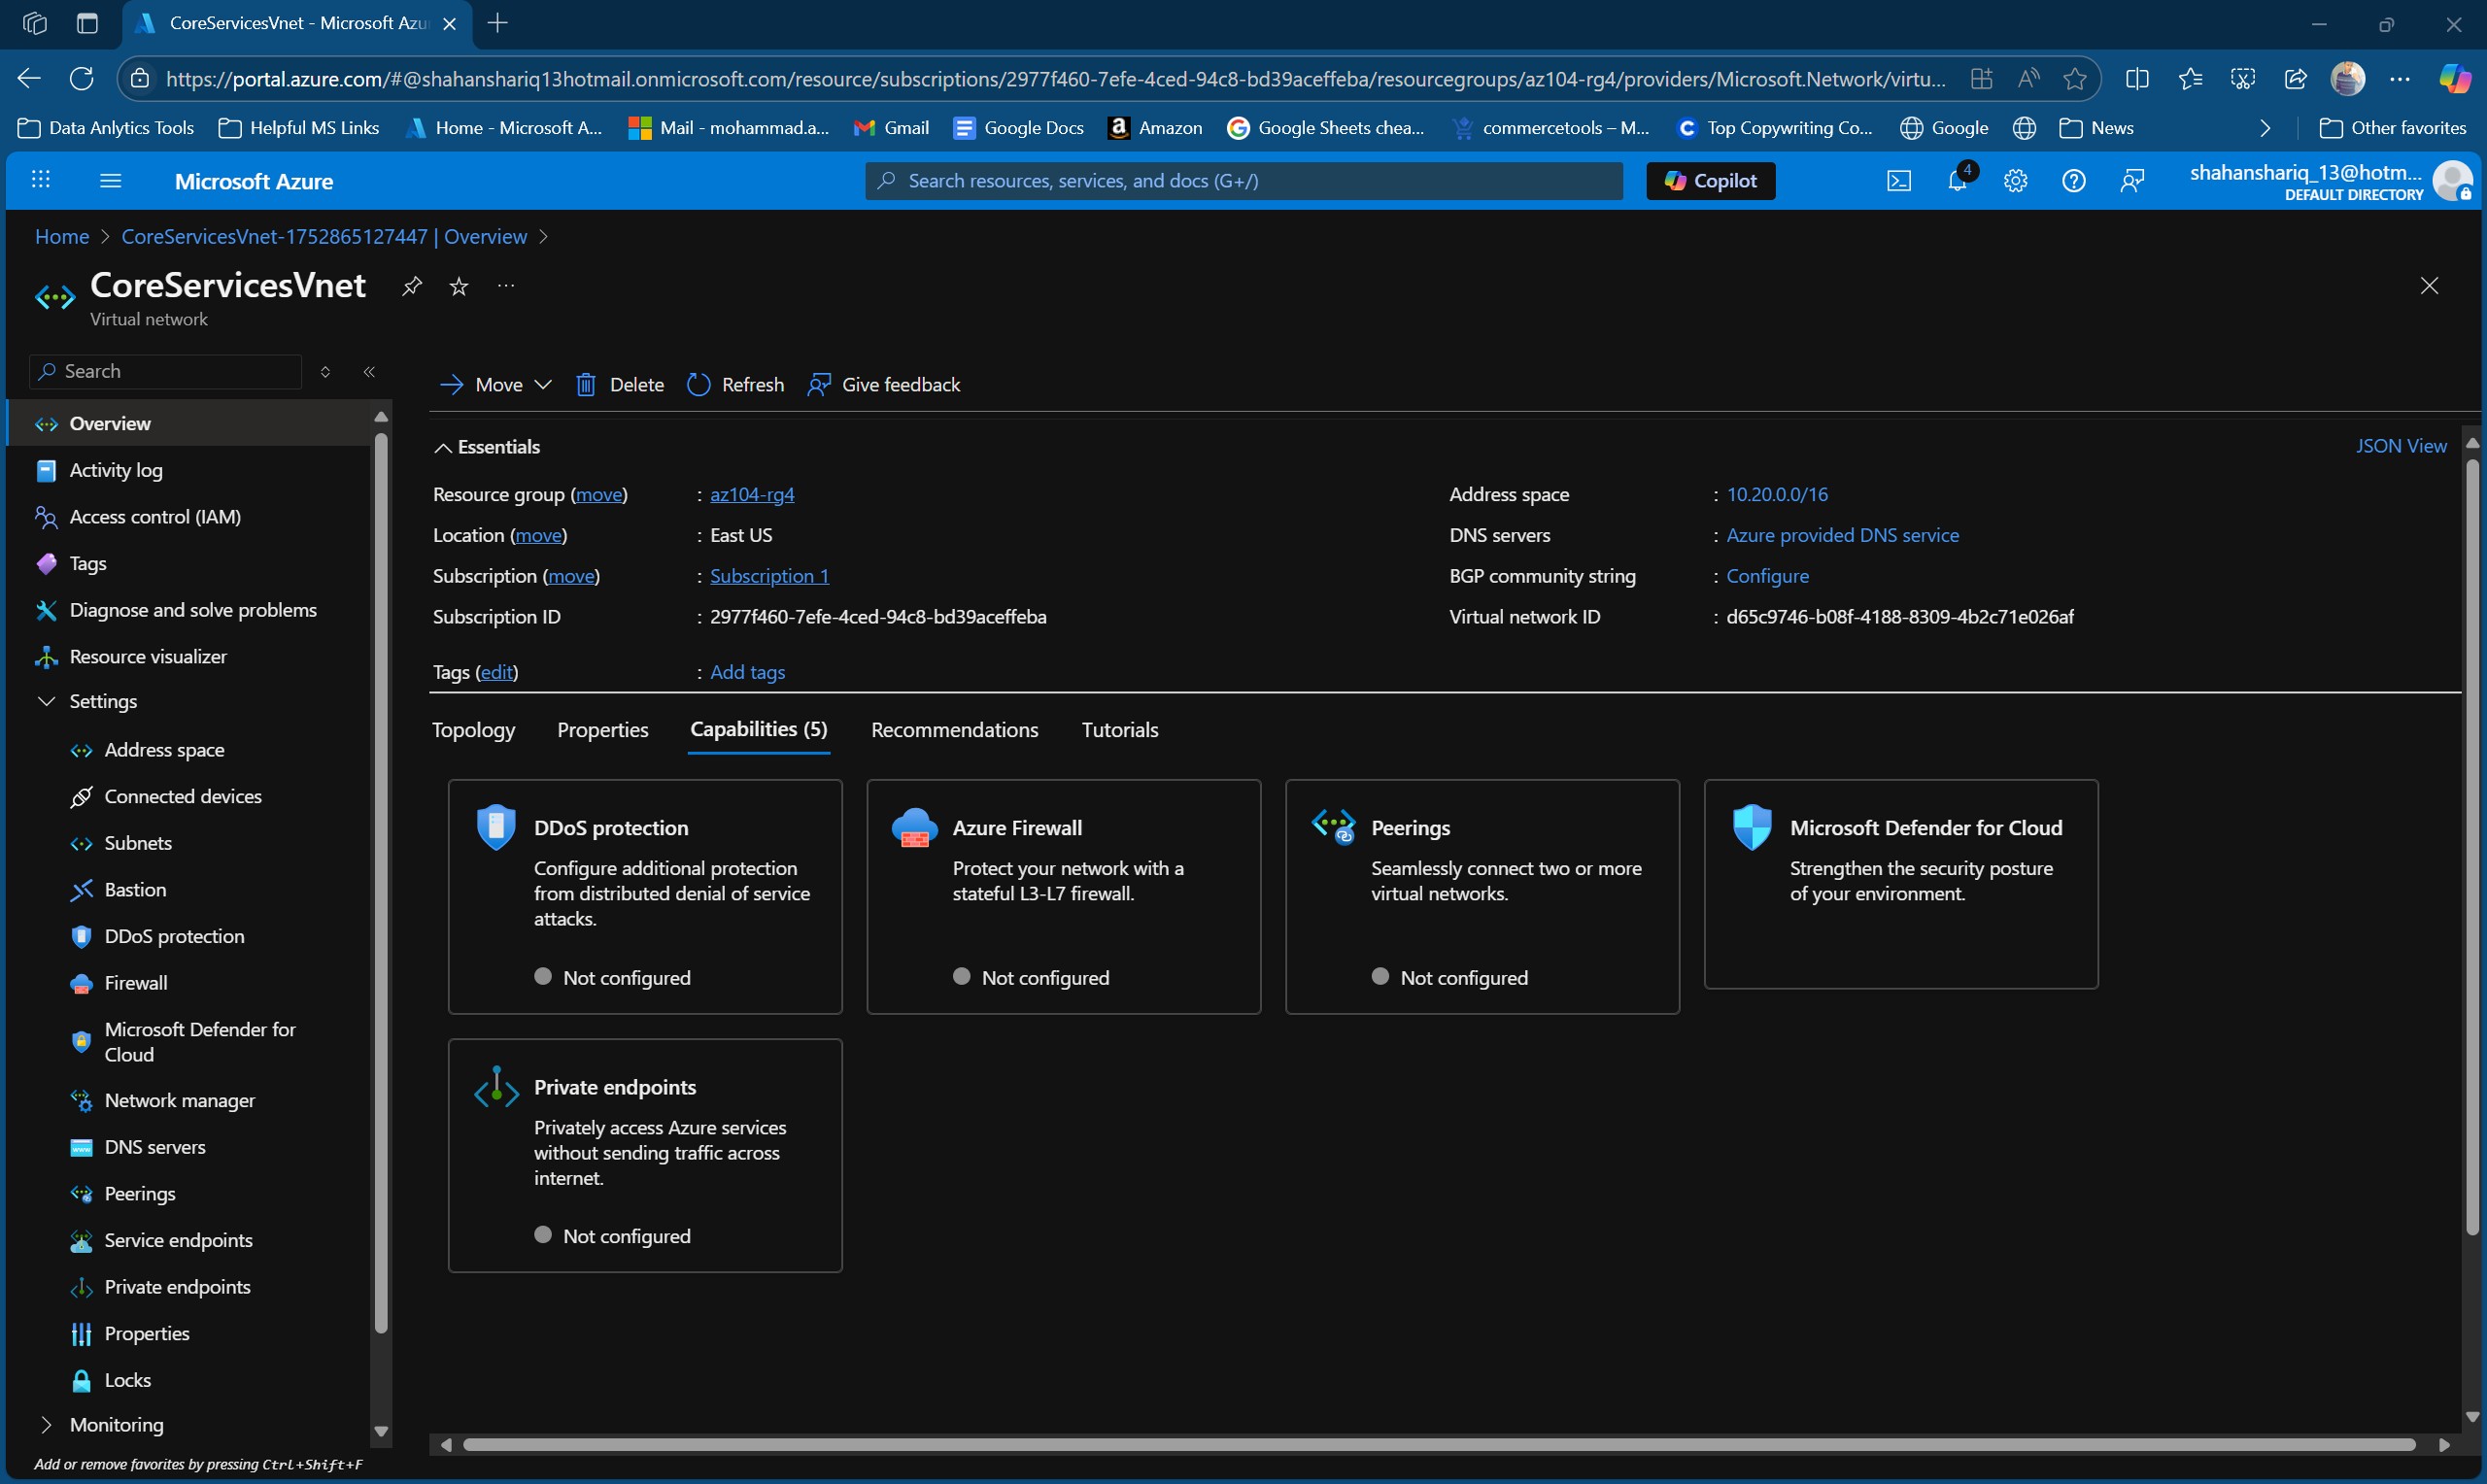 CoreServicesVnet - Microsoft Azu
https://portal.azure.com/#@shahanshariq13hotmail.onmicrosoft.com/resource/subscriptions/2977f460-7efe-4ced-94c8-bd39aceffeba/resourcegroups/az104-rg4/providers/Microsoft.Network/virtu...
Data Anlytics Tools Helpful MS Links Home - Microsoft A... Mail - mohammad.a... Gmail Google Docs Amazon Google Sheets chea... commercetools – M... Top Copywriting Co... Google News Other favorites
Microsoft Azure
Search resources, services, and docs (G+/)
Copilot
4
shahanshariq_13@hotm...
DEFAULT DIRECTORY
Home > CoreServicesVnet-1752865127447 | Overview >
CoreServicesVnet
Virtual network
Search
Overview
Activity log
Access control (IAM)
Tags
Diagnose and solve problems
Resource visualizer
Settings
Address space
Connected devices
Subnets
Bastion
DDoS protection
Firewall
Microsoft Defender for
Cloud
Network manager
DNS servers
Peerings
Service endpoints
Private endpoints
Properties
Locks
Monitoring
Add or remove favorites by pressing Ctrl+Shift+F
Move Delete Refresh Give feedback
Essentials
JSON View
Resource group (move) : az104-rg4
Location (move) : East US
Subscription (move) : Subscription 1
Subscription ID : 2977f460-7efe-4ced-94c8-bd39aceffeba
Address space : 10.20.0.0/16
DNS servers : Azure provided DNS service
BGP community string : Configure
Virtual network ID : d65c9746-b08f-4188-8309-4b2c71e026af
Tags (edit) : Add tags
Topology Properties Capabilities (5) Recommendations Tutorials
DDoS protection
Configure additional protection
from distributed denial of service
attacks.
Not configured
Azure Firewall
Protect your network with a
stateful L3-L7 firewall.
Not configured
Peerings
Seamlessly connect two or more
virtual networks.
Not configured
Microsoft Defender for Cloud
Strengthen the security posture
of your environment.
Private endpoints
Privately access Azure services
without sending traffic across
internet.
Not configured